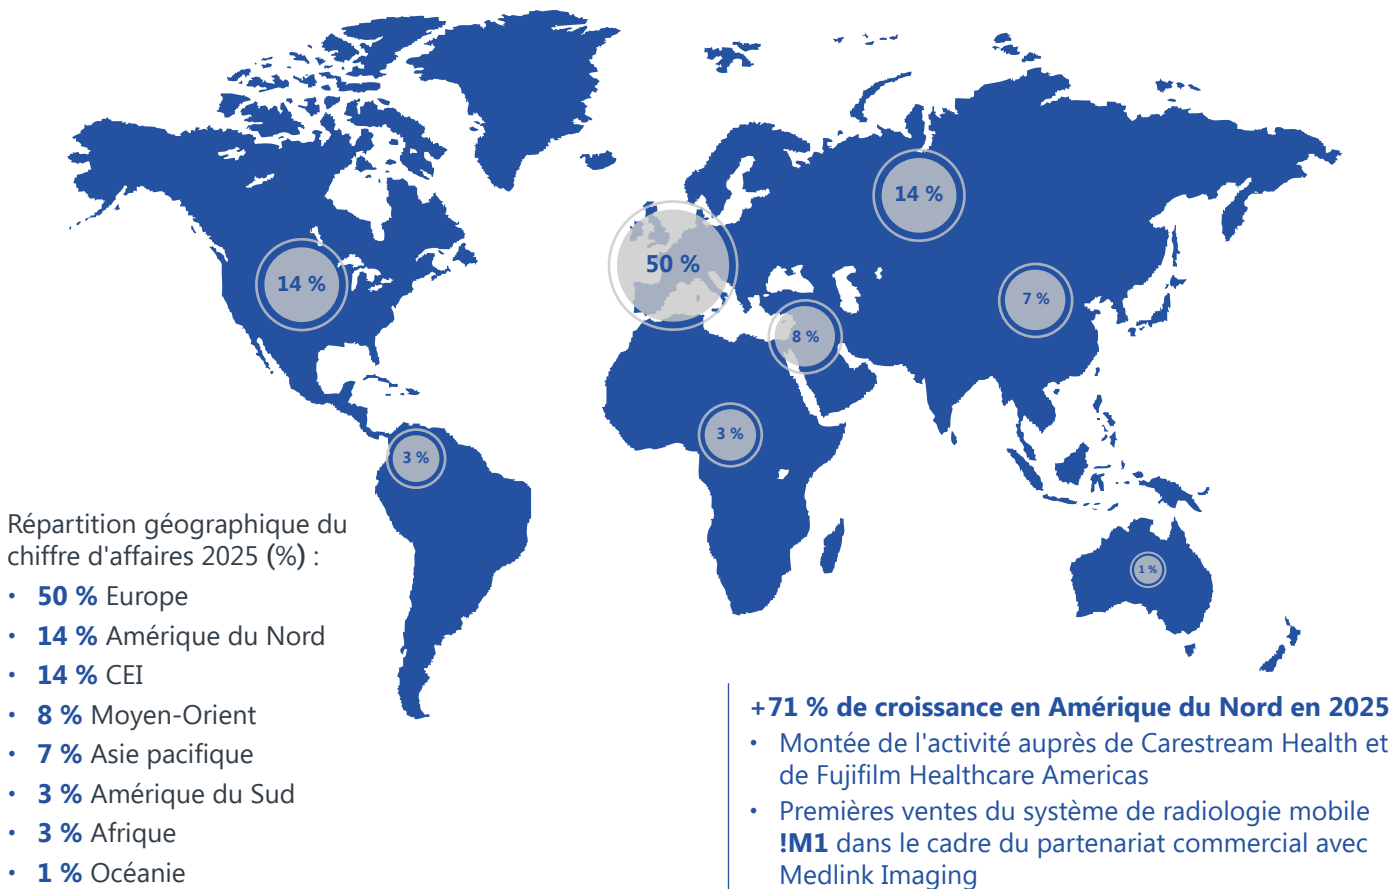 14 %
50 %
14 %
7 %
8 %
3 %
3 %
1 %
Répartition géographique du
chiffre d'affaires 2025 (%) :
• 50 % Europe
• 14 % Amérique du Nord
• 14 % CEI
• 8 % Moyen-Orient
• 7 % Asie pacifique
• 3 % Amérique du Sud
• 3 % Afrique
• 1 % Océanie
+71 % de croissance en Amérique du Nord en 2025
• Montée de l'activité auprès de Carestream Health et
de Fujifilm Healthcare Americas
• Premières ventes du système de radiologie mobile
!M1 dans le cadre du partenariat commercial avec
Medlink Imaging